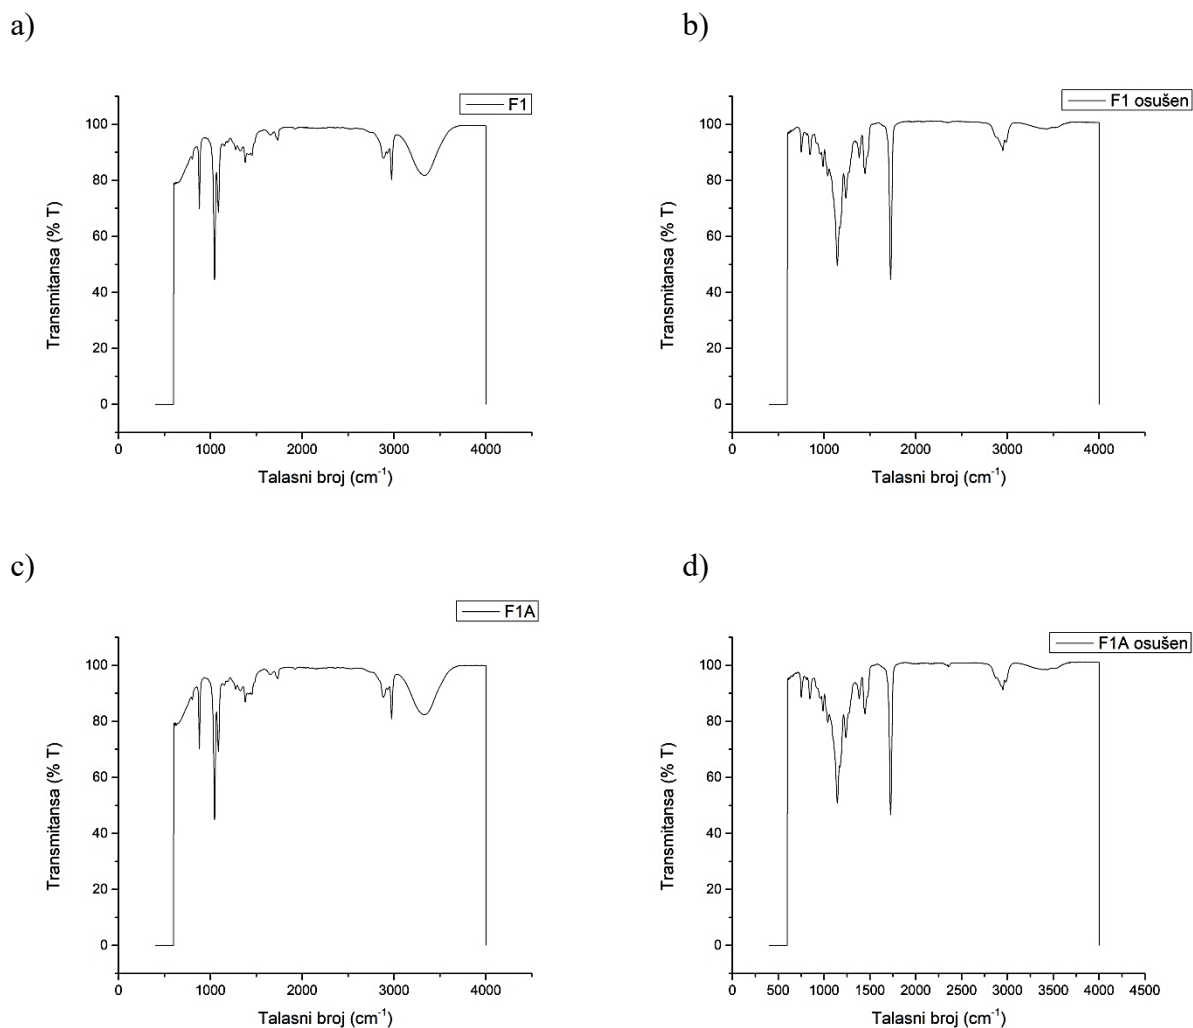 a)
b)
F1
100
80
60
40
20
0
Transmitansa (% T)
0 1000 2000 3000 4000
Talasni broj (cm⁻¹)
F1 osušen
100
80
60
40
20
0
Transmitansa (% T)
0 1000 2000 3000 4000
Talasni broj (cm⁻¹)
c)
d)
F1A
100
80
60
40
20
0
Transmitansa (% T)
0 1000 2000 3000 4000
Talasni broj (cm⁻¹)
F1A osušen
100
80
60
40
20
0
Transmitansa (% T)
0 500 1000 1500 2000 2500 3000 3500 4000 4500
Talasni broj (cm⁻¹)